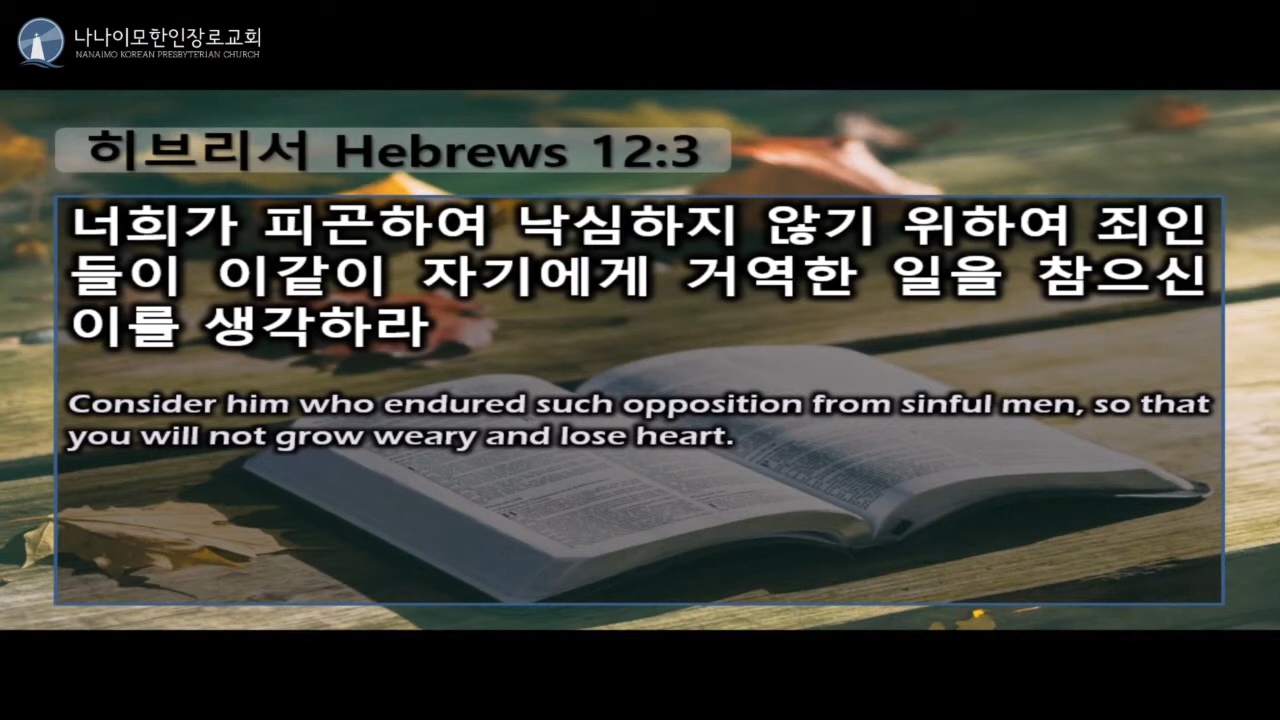 나나이모한인장로교회
NANAIMO KOREAN PRESBYTERIAN CHURCH
히브리서 Hebrews 12:3
너희가 피곤하여 낙심하지 않기 위하여 죄인
들이 이같이 자기에게 거역한 일을 참으신
이를 생각하라
Consider him who endured such opposition from sinful men, so that
you will not grow weary and lose heart.